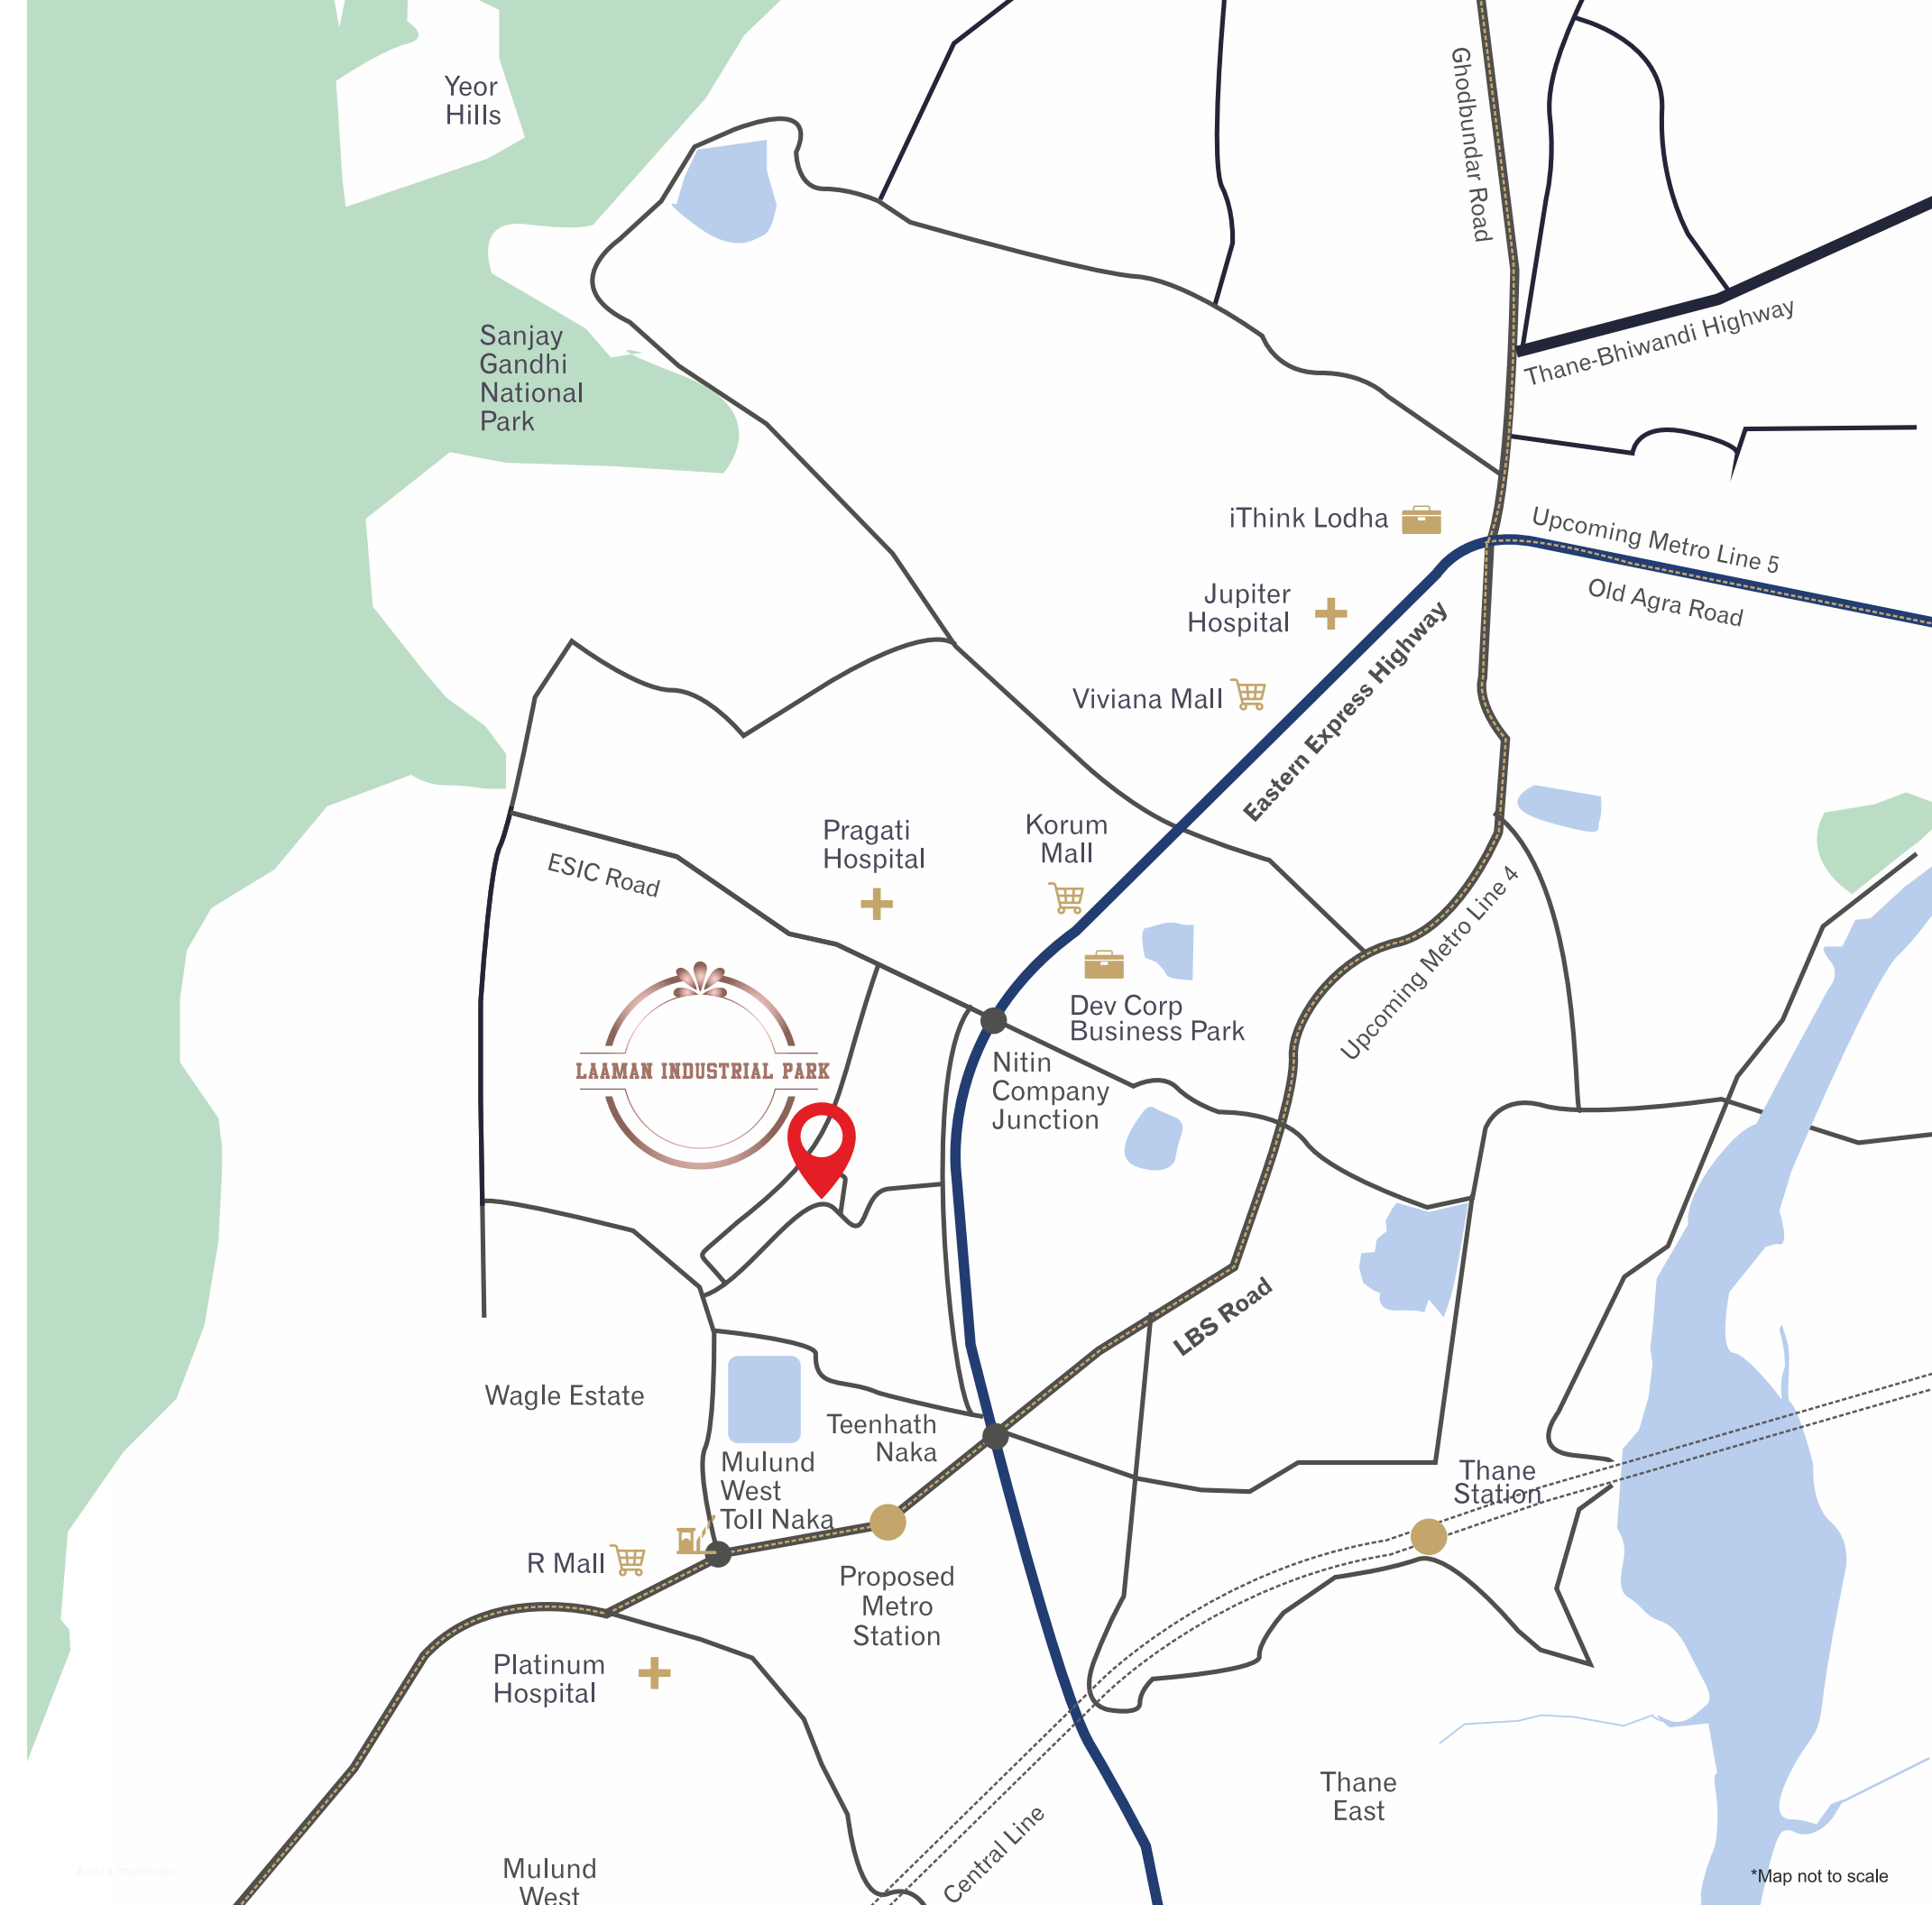 Yeor
Hills
Ghodbundar Road
Thane-Bhiwandi Highway
Sanjay
Gandhi
National
Park
iThink Lodha
Upcoming Metro Line 5
Old Agra Road
Jupiter
Hospital
Viviana Mall
Eastern Express Highway
Pragati
Hospital
Korum
Mall
ESIC Road
Upcoming Metro Line 4
Dev Corp
Business Park
LAAMAN INDUSTRIAL PARK
Nitin
Company
Junction
LBS Road
Wagle Estate
Teenhath
Naka
Mulund
West
Toll Naka
Thane
Station
R Mall
Proposed
Metro
Station
Platinum
Hospital
Thane
East
Central Line
Mulund
West
Artist's Impression
*Map not to scale